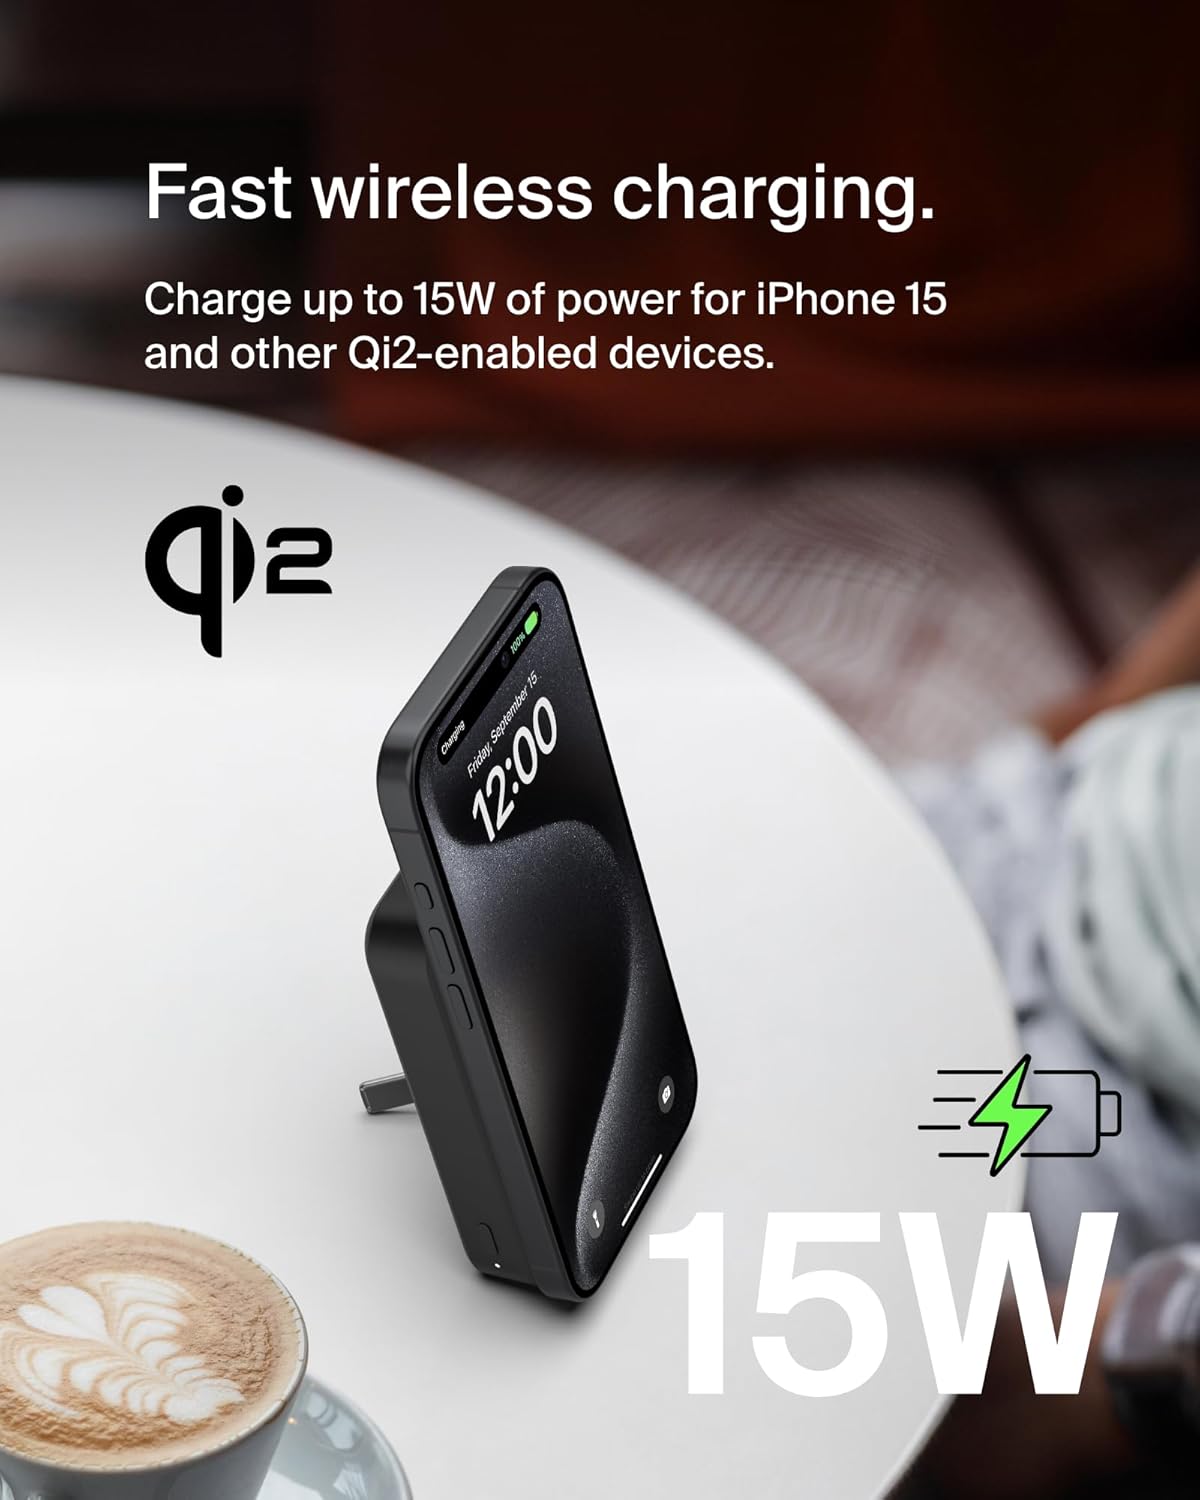 Fast wireless charging.
Charge up to 15W of power for iPhone 15
and other Qi2-enabled devices.
qi2
100%
Charging
Friday, September 15
12:00
15W